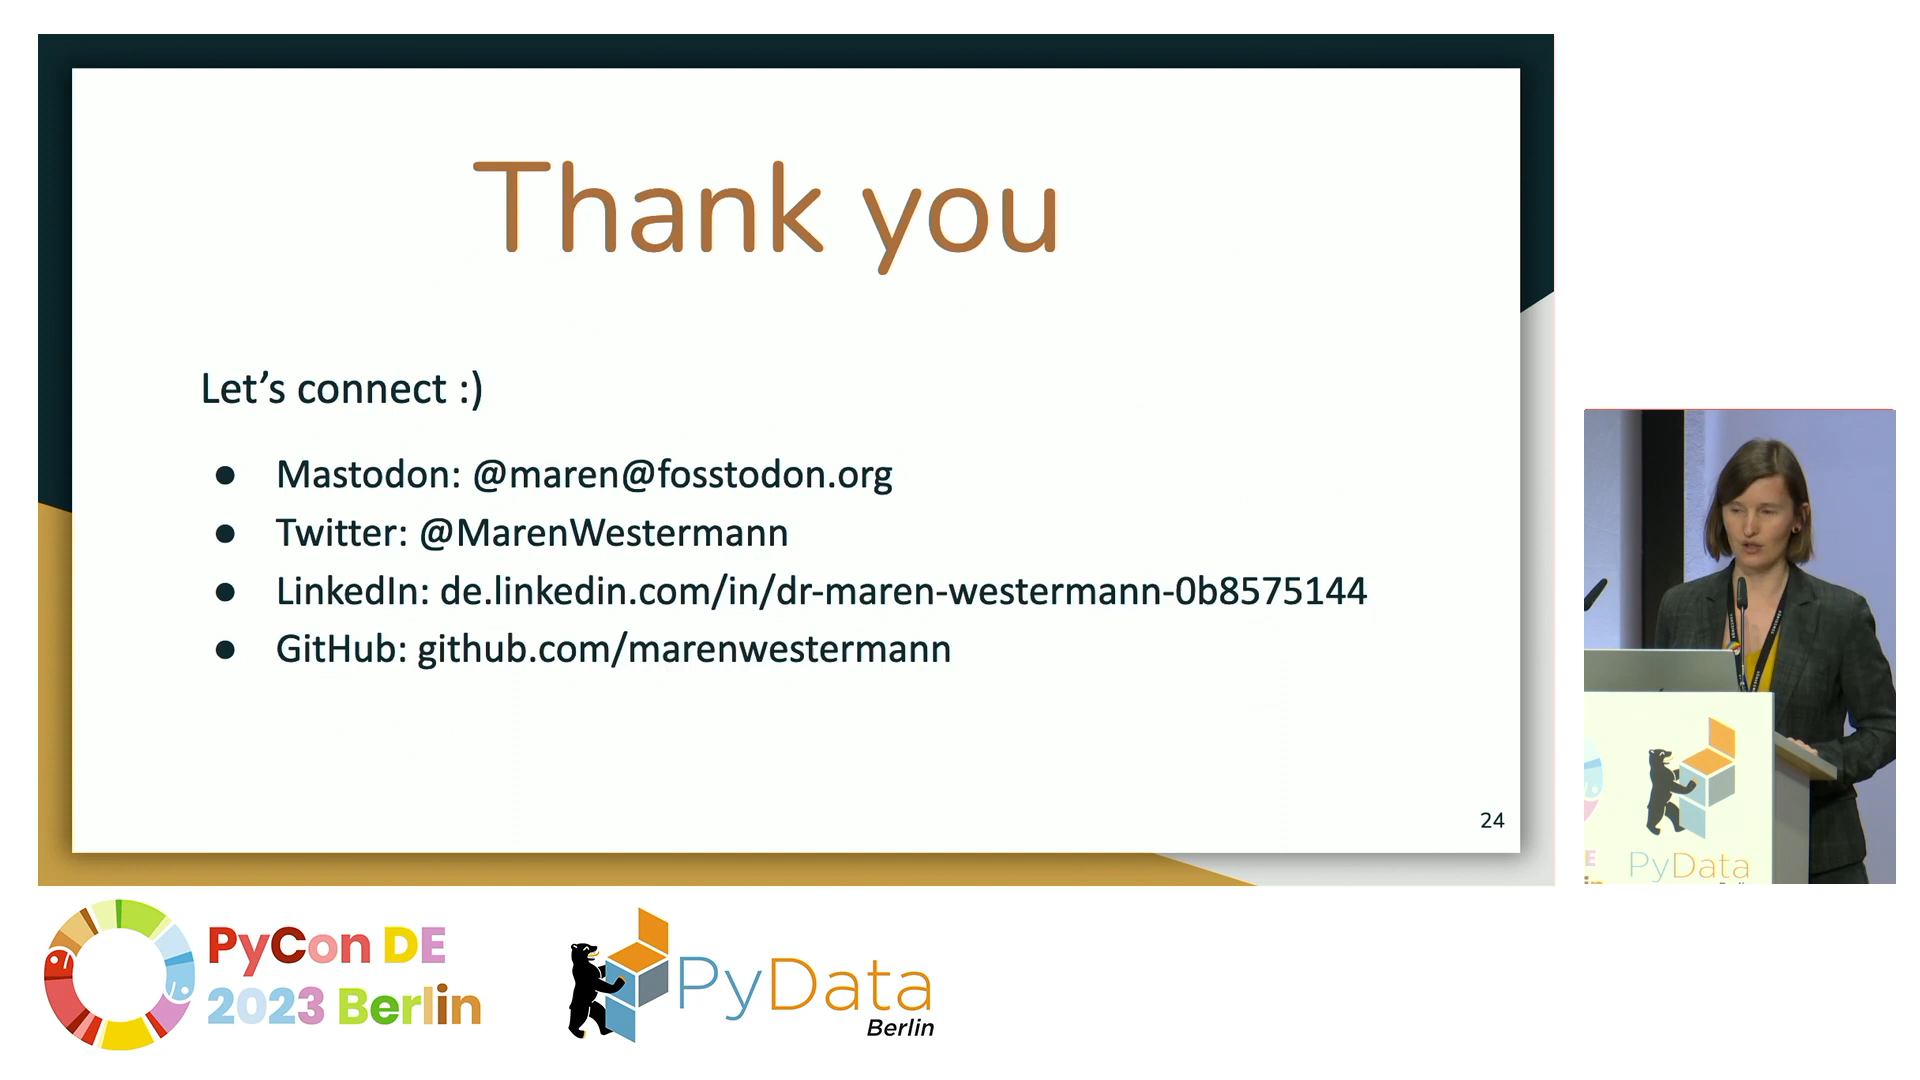 Thank you
Let's connect :)
● Mastodon: @maren@fosstodon.org
● Twitter: @MarenWestermann
● LinkedIn: de.linkedin.com/in/dr-maren-westermann-0b8575144
● GitHub: github.com/marenwestermann
24
PyData
PyCon DE
2023 Berlin
PyData
Berlin